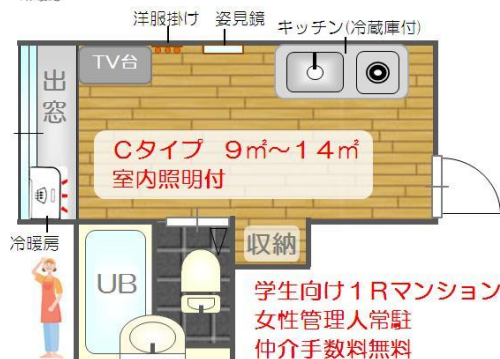 洋服掛け 姿見鏡 キッチン(冷蔵庫付)
TV台
出窓
Cタイプ 9㎡～14㎡
室内照明付
冷暖房
収納
UB
学生向け1Rマンション
女性管理人常駐
仲介手数料無料